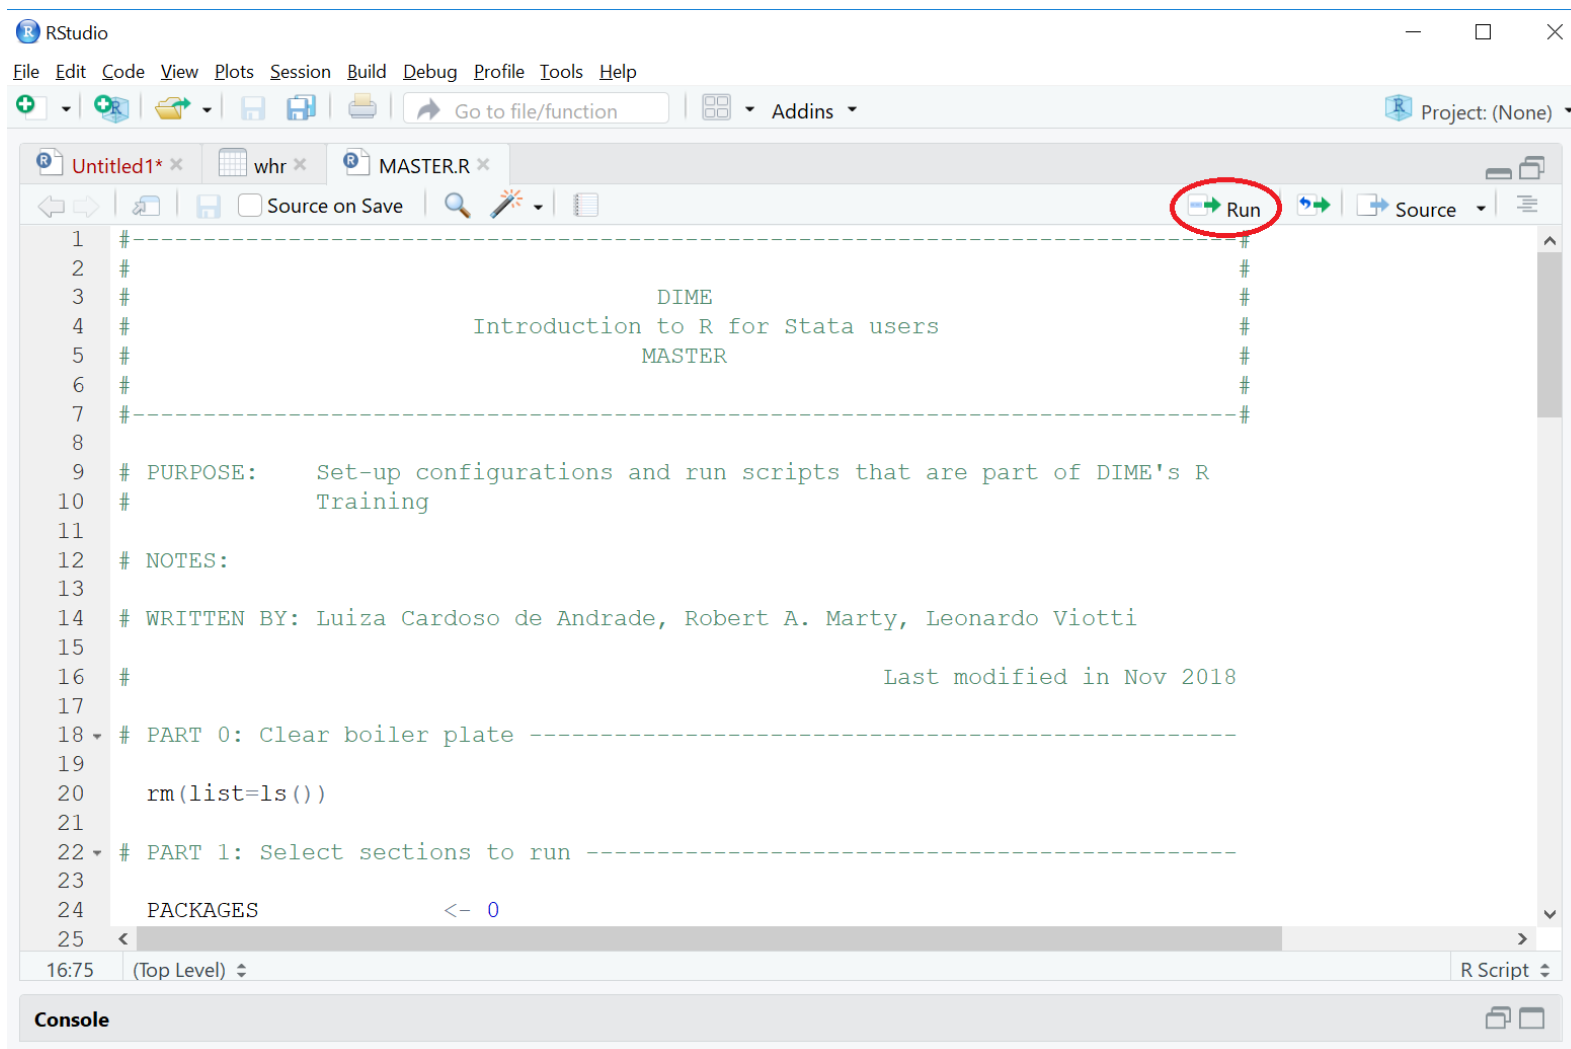 RStudio
File Edit Code View Plots Session Build Debug Profile Tools Help
Go to file/function Addins Project: (None)
Untitled1* whr MASTER.R
Source on Save Run Source
1 #------------------------------------------------------------------------------#
2 # #
3 # DIME #
4 # Introduction to R for Stata users #
5 # MASTER #
6 # #
7 #------------------------------------------------------------------------------#
8
9 # PURPOSE: Set-up configurations and run scripts that are part of DIME's R
10 # Training
11
12 # NOTES:
13
14 # WRITTEN BY: Luiza Cardoso de Andrade, Robert A. Marty, Leonardo Viotti
15
16 # Last modified in Nov 2018
17
18 # PART 0: Clear boiler plate --------------------------------------------------
19
20 rm(list=ls())
21
22 # PART 1: Select sections to run ----------------------------------------------
23
24 PACKAGES <- 0
25
16:75 (Top Level) R Script
Console